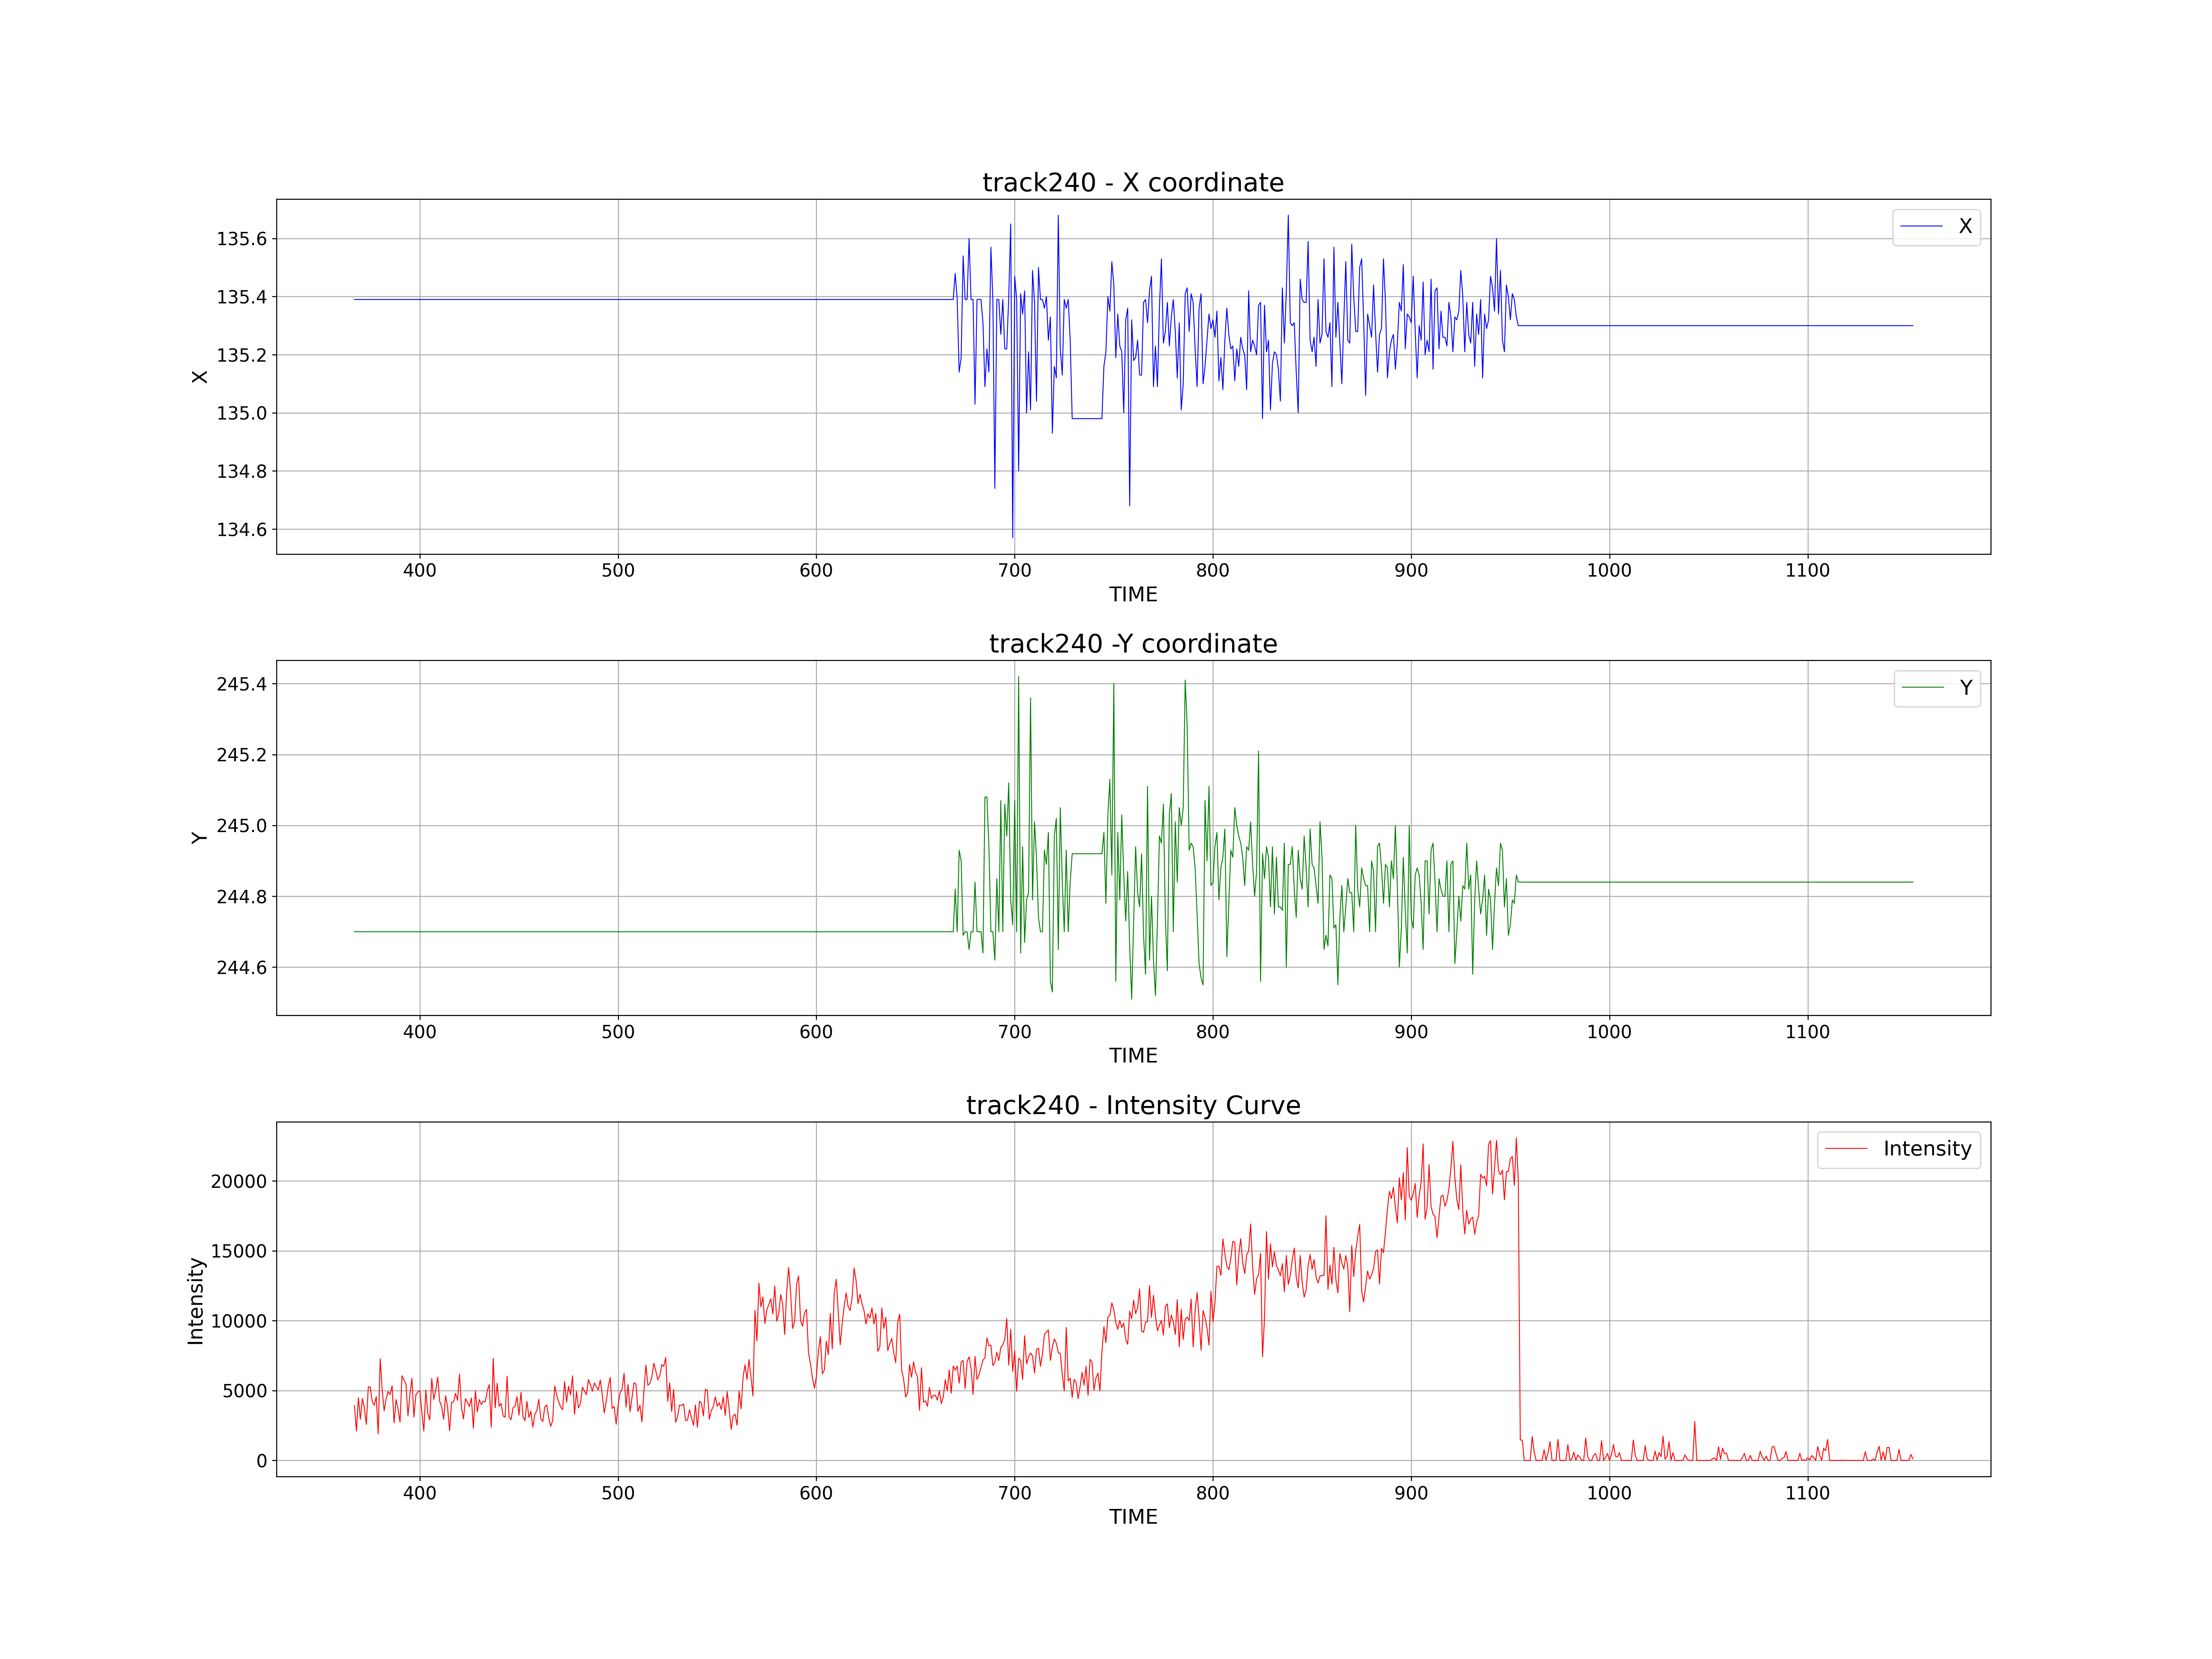 track240 - X coordinate
X
135.6
135.4
135.2
135.0
134.8
134.6
X
400 500 600 700 800 900 1000 1100
TIME
track240 -Y coordinate
Y
245.4
245.2
245.0
244.8
244.6
Y
400 500 600 700 800 900 1000 1100
TIME
track240 - Intensity Curve
Intensity
20000
15000
10000
5000
0
Intensity
400 500 600 700 800 900 1000 1100
TIME